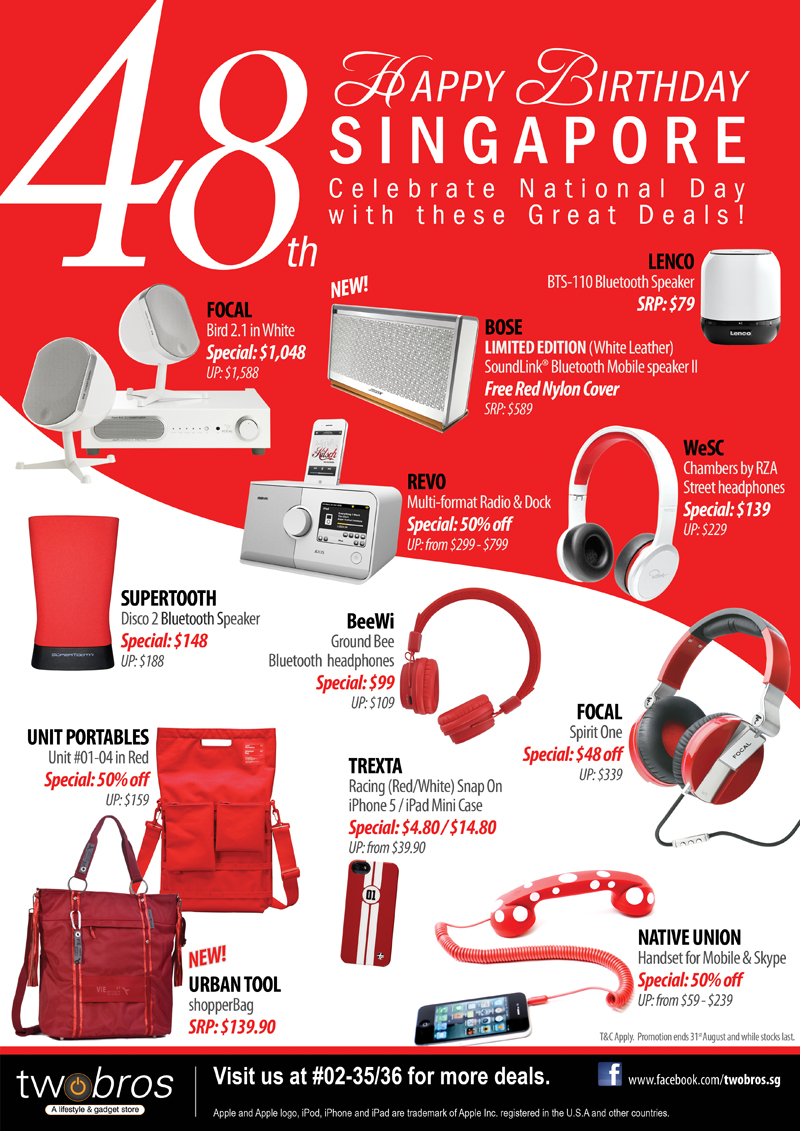 48th
HAPPY BIRTHDAY
SINGAPORE
Celebrate National Day
with these Great Deals!
LENCO
BTS-110 Bluetooth Speaker
SRP: $79
Lenco
FOCAL
Bird 2.1 in White
Special: $1,048
UP: $1,588
NEW!
BOSE
LIMITED EDITION (White Leather)
SoundLink® Bluetooth Mobile speaker II
Free Red Nylon Cover
SRP: $589
BOSE
REVO
Multi-format Radio & Dock
Special: 50% off
UP: from $299 - $799
Kitsch
AXIS
WeSC
Chambers by RZA
Street headphones
Special: $139
UP: $229
SUPERTOOTH
Disco 2 Bluetooth Speaker
Special: $148
UP: $188
SUPERTOOTH
BeeWi
Ground Bee
Bluetooth headphones
Special: $99
UP: $109
FOCAL
Spirit One
Special: $48 off
UP: $339
FOCAL
UNIT PORTABLES
Unit #01-04 in Red
Special: 50% off
UP: $159
TREXTA
Racing (Red/White) Snap On
iPhone 5 / iPad Mini Case
Special: $4.80 / $14.80
UP: from $39.90
01
NEW!
URBAN TOOL
shopperBag
SRP: $139.90
NATIVE UNION
Handset for Mobile & Skype
Special: 50% off
UP: from $59 - $239
T&C Apply. Promotion ends 31st August and while stocks last.
twobros
A lifestyle & gadget store
Visit us at #02-35/36 for more deals.
f www.facebook.com/twobros.sg
Apple and Apple logo, iPod, iPhone and iPad are trademark of Apple Inc. registered in the U.S.A and other countries.